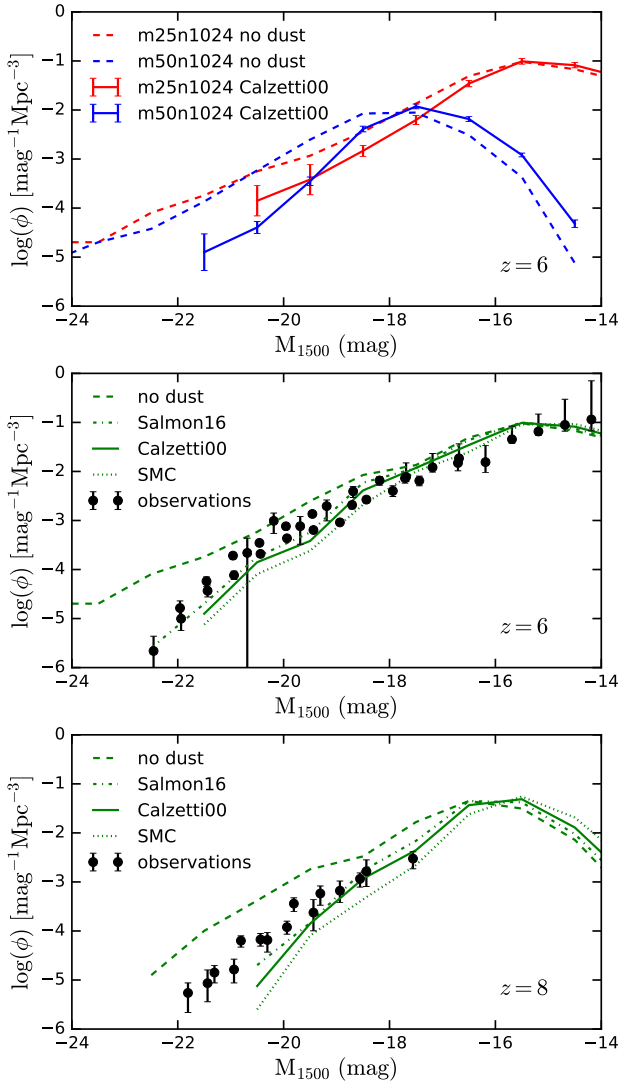 0
−1
−2
−3
−4
−5
−6
log(ϕ) [mag⁻¹Mpc⁻³]
m25n1024 no dust
m50n1024 no dust
m25n1024 Calzetti00
m50n1024 Calzetti00
z = 6
−24 −22 −20 −18 −16 −14
M₁₅₀₀ (mag)
0
−1
−2
−3
−4
−5
−6
log(ϕ) [mag⁻¹Mpc⁻³]
no dust
Salmon16
Calzetti00
SMC
observations
z = 6
−24 −22 −20 −18 −16 −14
M₁₅₀₀ (mag)
0
−1
−2
−3
−4
−5
−6
log(ϕ) [mag⁻¹Mpc⁻³]
no dust
Salmon16
Calzetti00
SMC
observations
z = 8
−24 −22 −20 −18 −16 −14
M₁₅₀₀ (mag)